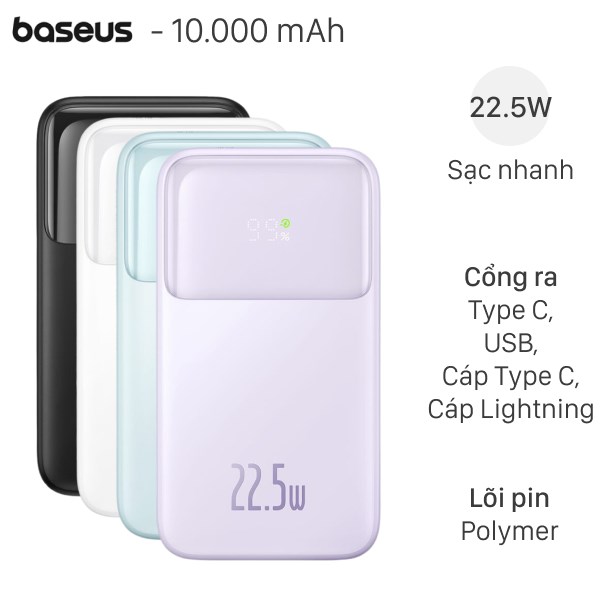 baseus - 10.000 mAh
22.5W
Sạc nhanh
99%
22.5w
Cổng ra
Type C,
USB,
Cáp Type C,
Cáp Lightning
Lõi pin
Polymer